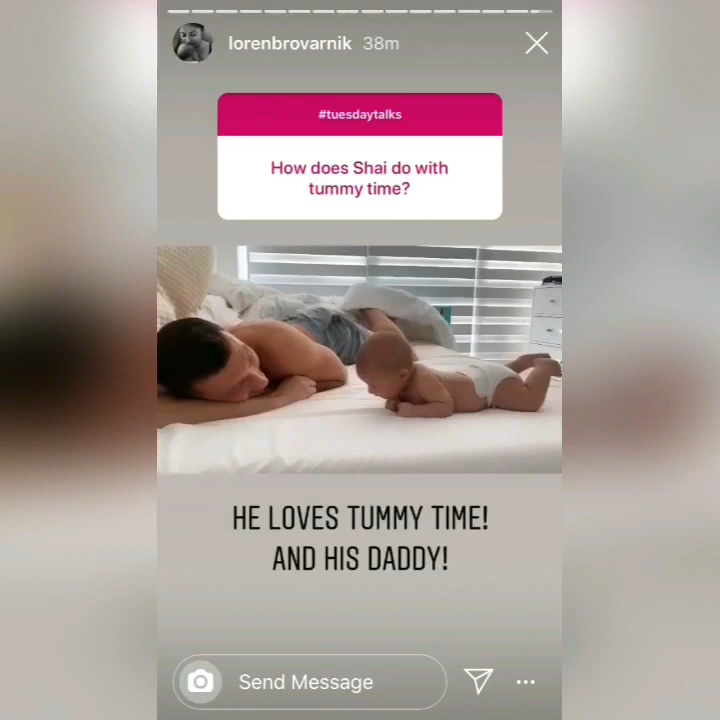 lorenbrovarnik 38m
#tuesdaytalks
How does Shai do with
tummy time?
HE LOVES TUMMY TIME!
AND HIS DADDY!
Send Message